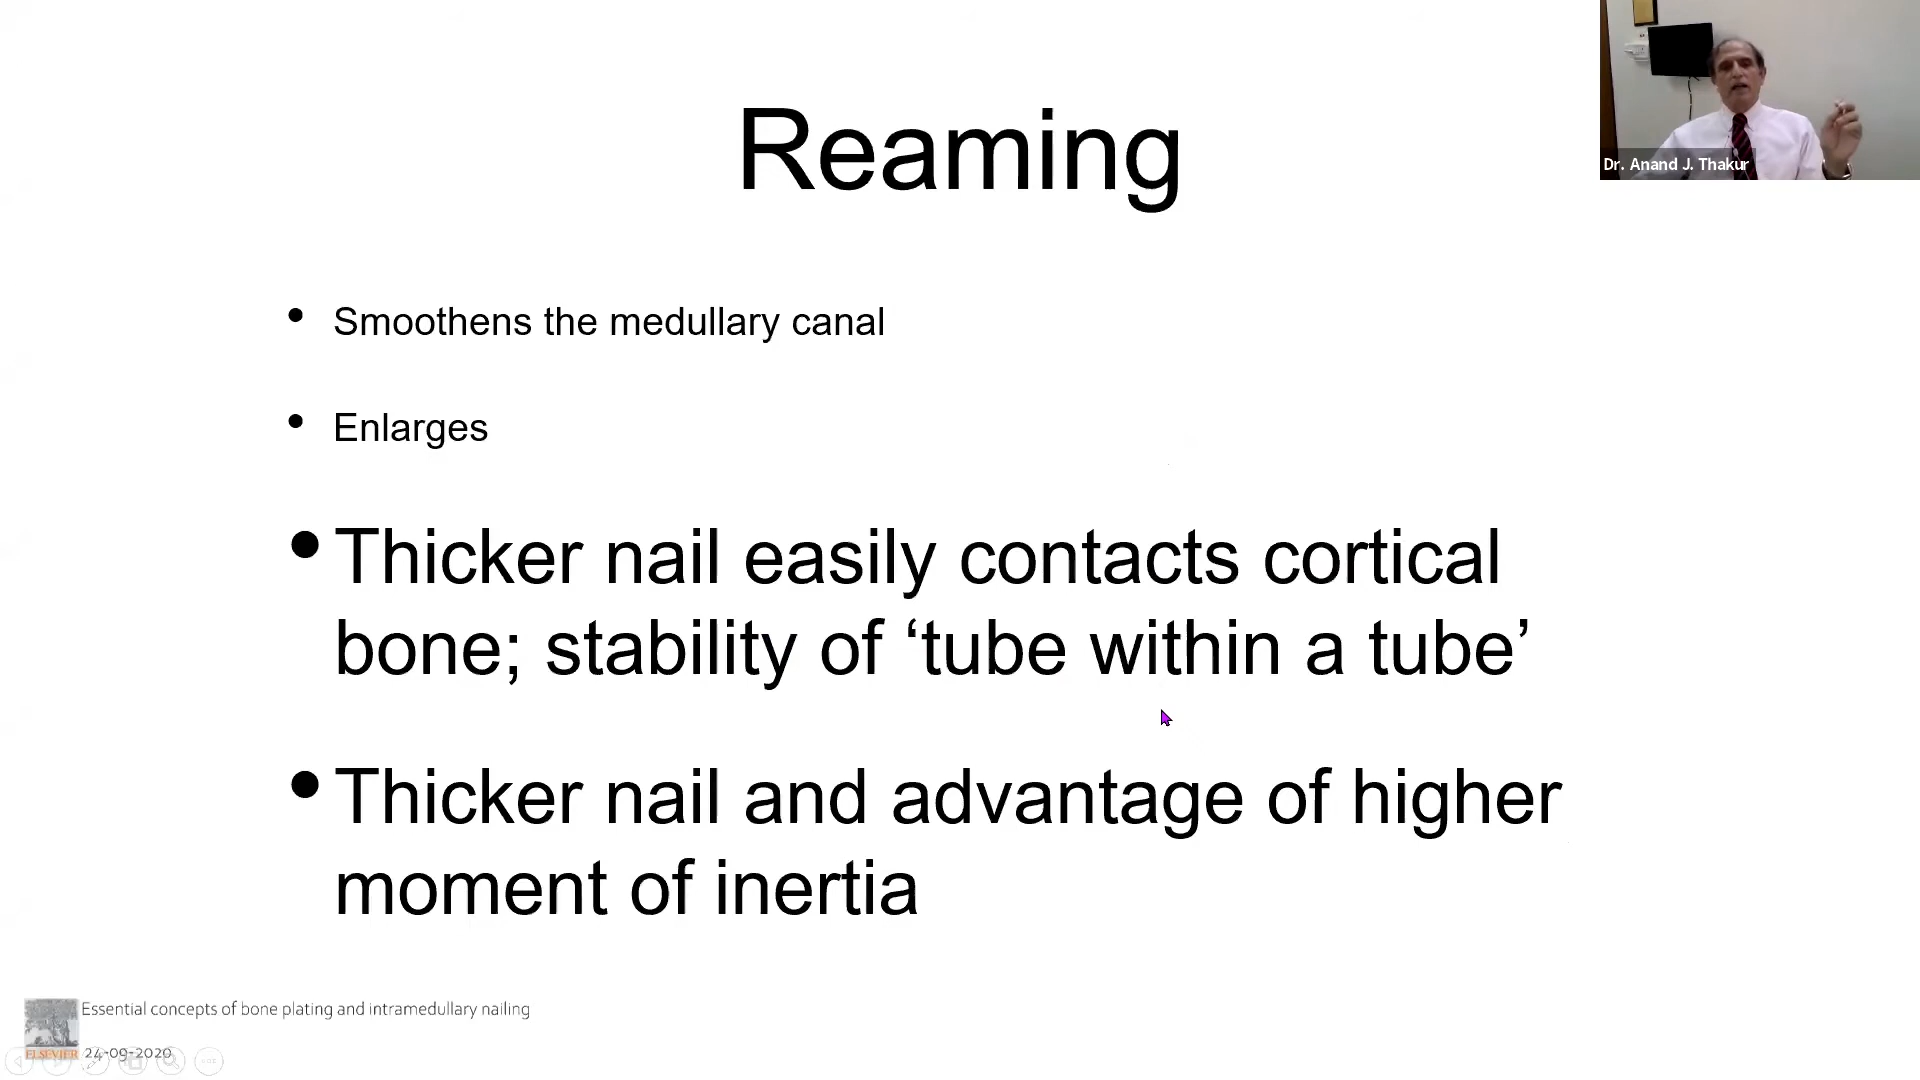 Reaming
Dr. Anand J. Thakur
• Smoothens the medullary canal
• Enlarges
• Thicker nail easily contacts cortical
bone; stability of ‘tube within a tube’
• Thicker nail and advantage of higher
moment of inertia
Essential concepts of bone plating and intramedullary nailing
ELSEVIER
24-09-2020